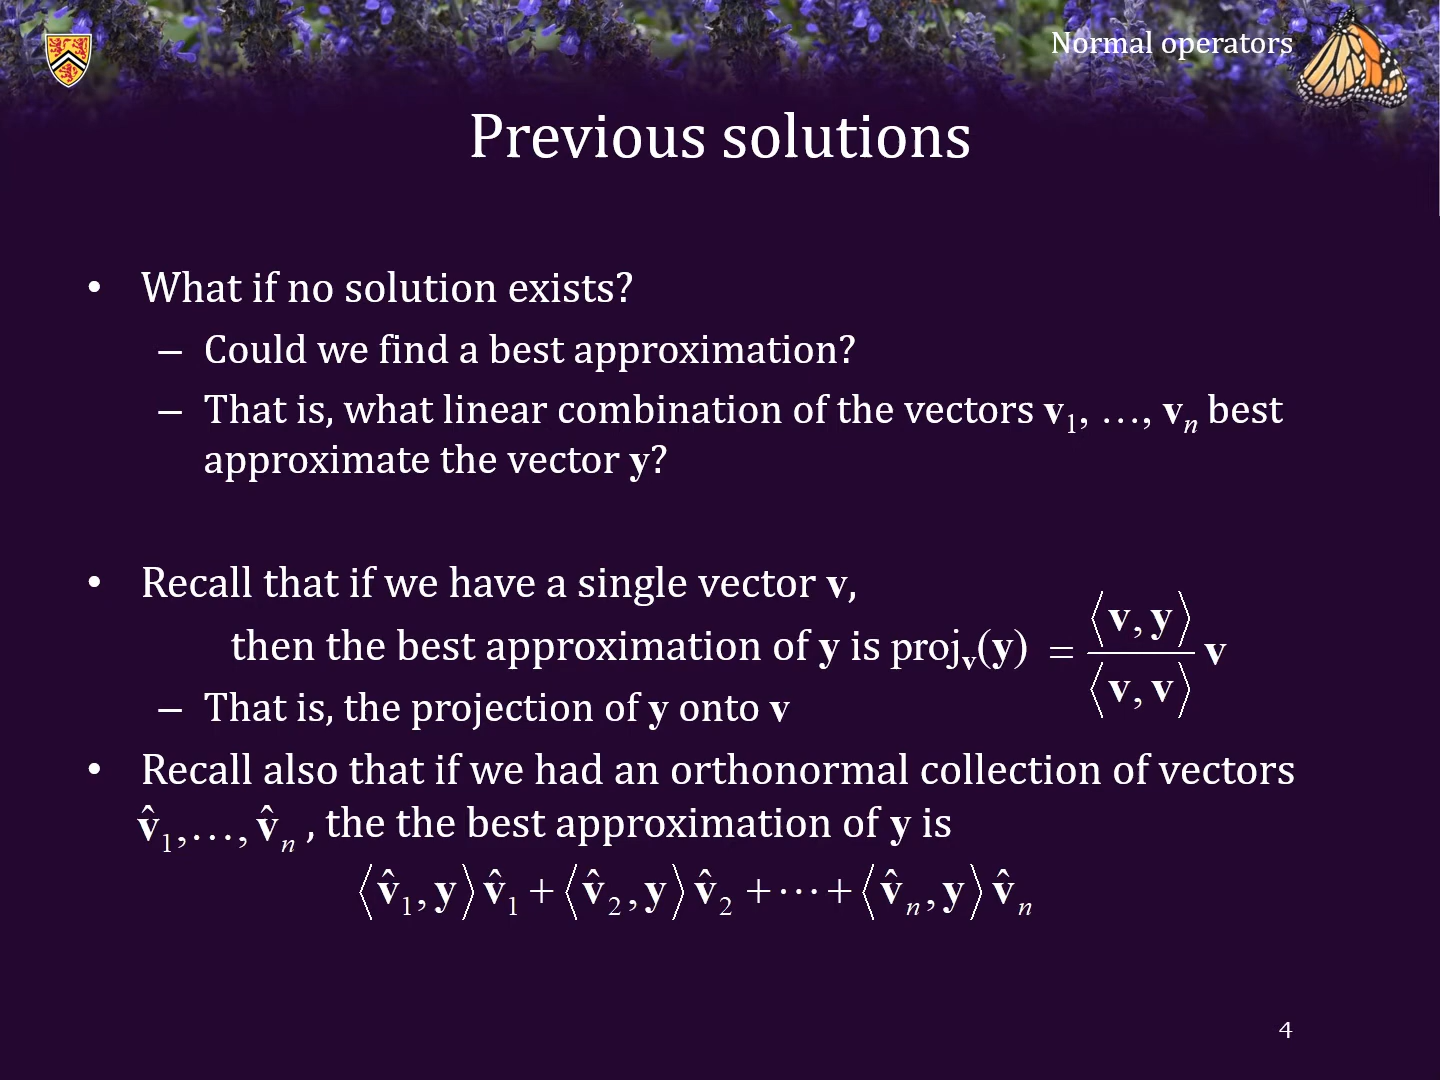 Normal operators
Previous solutions
• What if no solution exists?
– Could we find a best approximation?
– That is, what linear combination of the vectors v₁, …, vₙ best
approximate the vector y?
• Recall that if we have a single vector v,
then the best approximation of y is projᵥ(y) = ⟨v, y⟩ / ⟨v, v⟩ v
– That is, the projection of y onto v
• Recall also that if we had an orthonormal collection of vectors
v̂₁,…, v̂ₙ , the the best approximation of y is
⟨v̂₁, y⟩ v̂₁ + ⟨v̂₂, y⟩ v̂₂ + ⋯ + ⟨v̂ₙ, y⟩ v̂ₙ
4